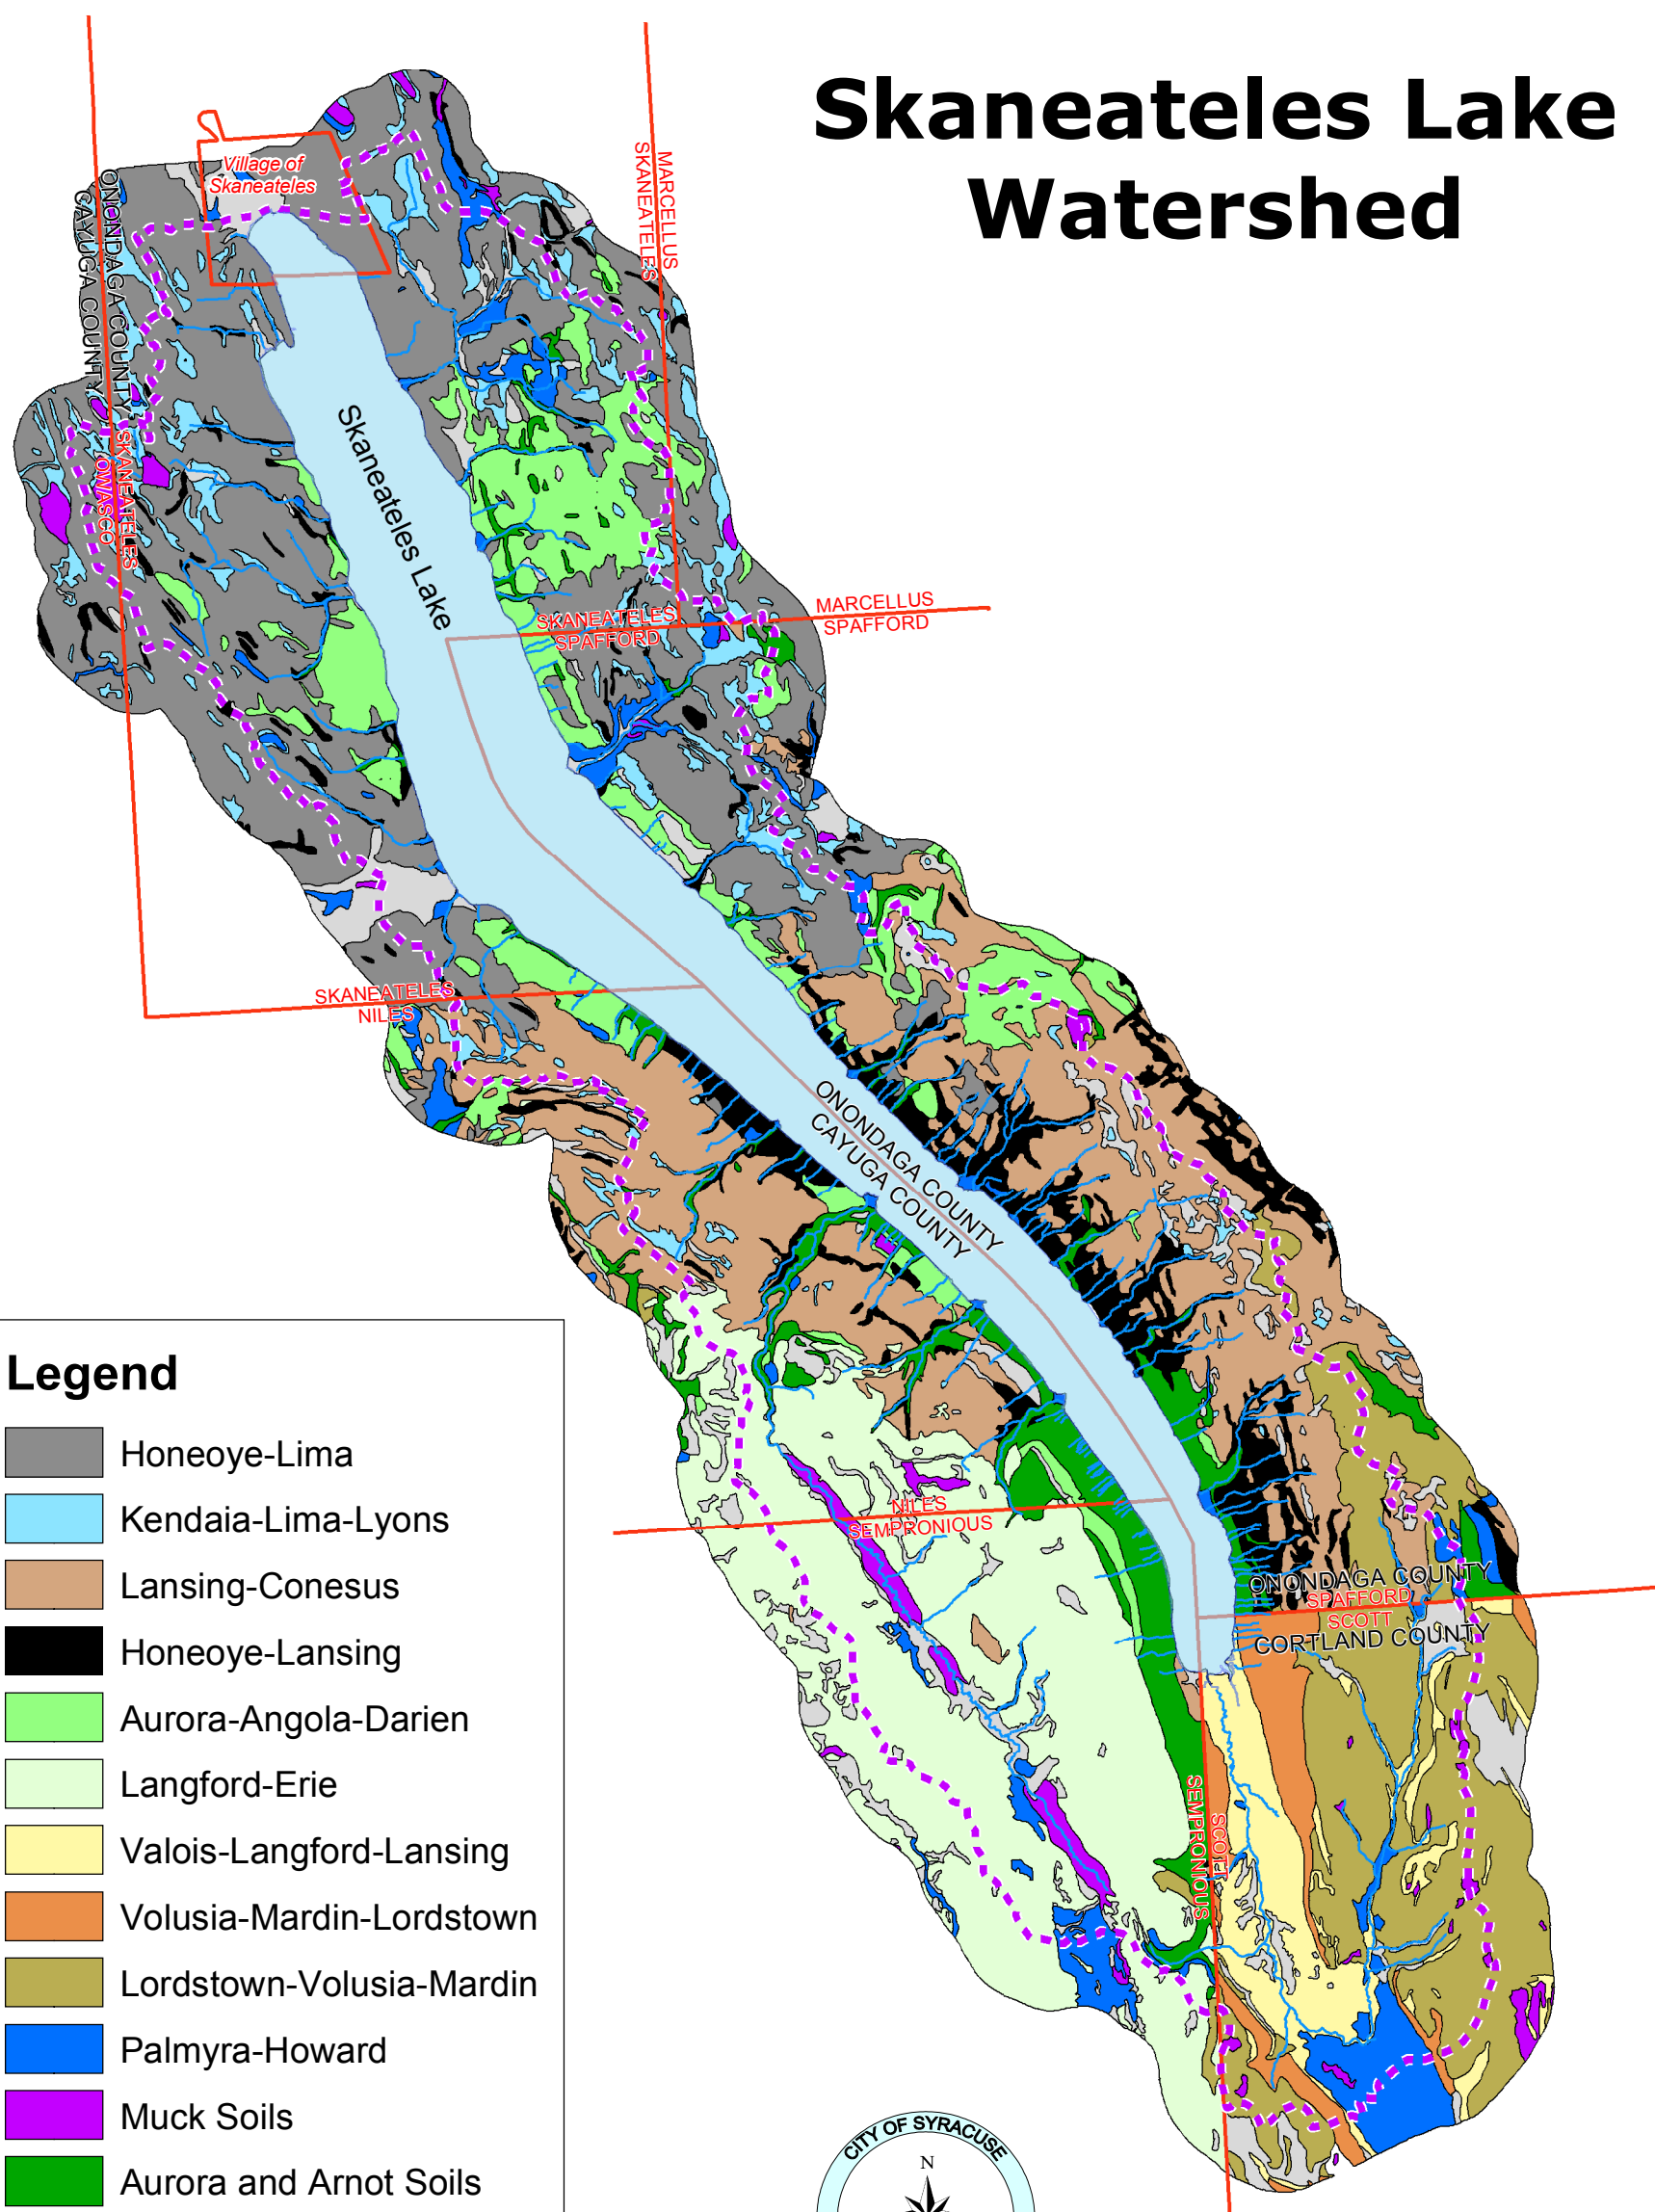 Skaneateles Lake
Watershed
Village of
Skaneateles
MARCELLUS
SKANEATELES
ONONDAGA COUNTY
CAYUGA COUNTY
SKANEATELES
OWASCO
Skaneateles Lake
SKANEATELES
SPAFFORD
MARCELLUS
SPAFFORD
SKANEATELES
NILES
ONONDAGA COUNTY
CAYUGA COUNTY
NILES
SEMPRONIOUS
ONONDAGA COUNTY
SPAFFORD
SCOTT
CORTLAND COUNTY
SCOTT
SEMPRONIOUS
Legend
Honeoye-Lima
Kendaia-Lima-Lyons
Lansing-Conesus
Honeoye-Lansing
Aurora-Angola-Darien
Langford-Erie
Valois-Langford-Lansing
Volusia-Mardin-Lordstown
Lordstown-Volusia-Mardin
Palmyra-Howard
Muck Soils
Aurora and Arnot Soils
CITY OF SYRACUSE
N